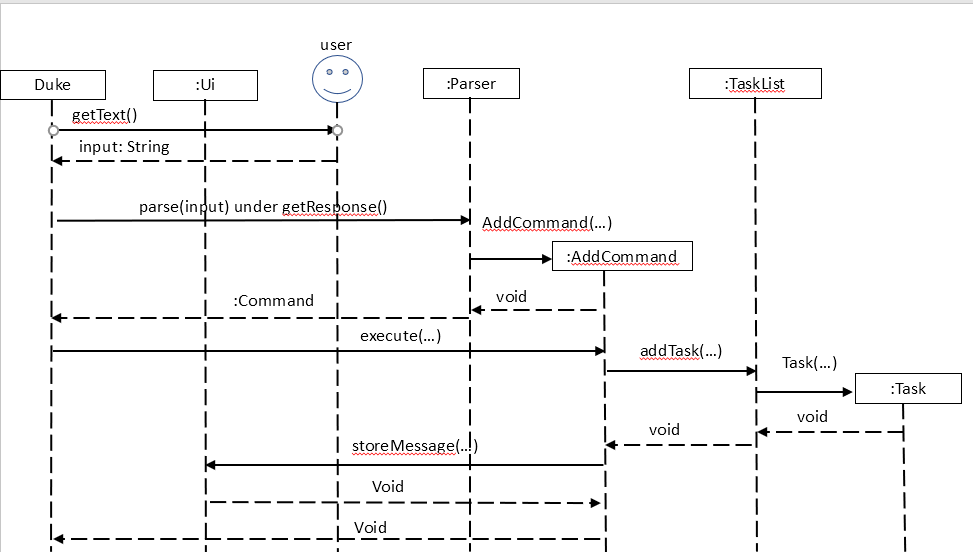 user
Duke
:Ui
:Parser
:TaskList
getText()
input: String
parse(input) under getResponse()
AddCommand(…)
:AddCommand
:Command
void
execute(…)
addTask(…)
Task(…)
:Task
void
void
storeMessage(…)
Void
Void